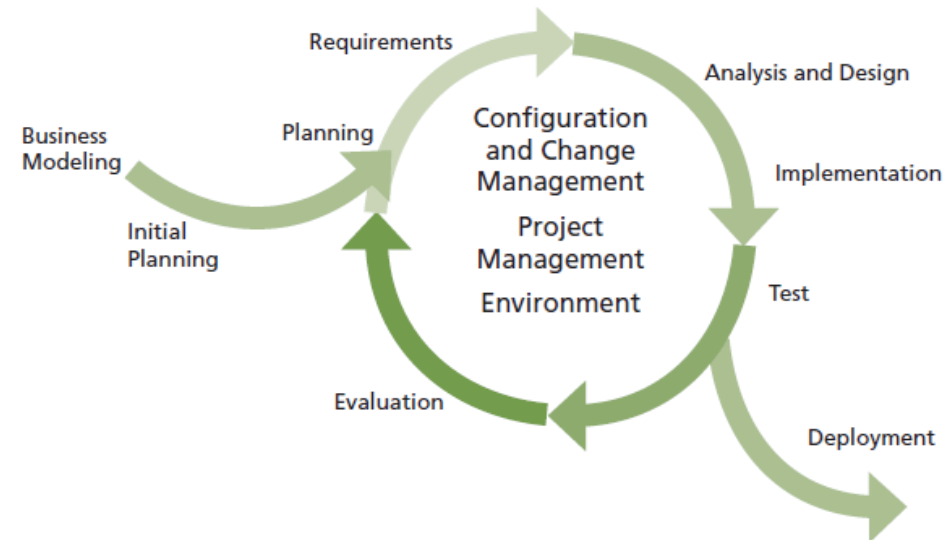 Requirements
Analysis and Design
Planning
Business
Modeling
Configuration
and Change
Management
Implementation
Initial
Planning
Project
Management
Environment
Test
Evaluation
Deployment